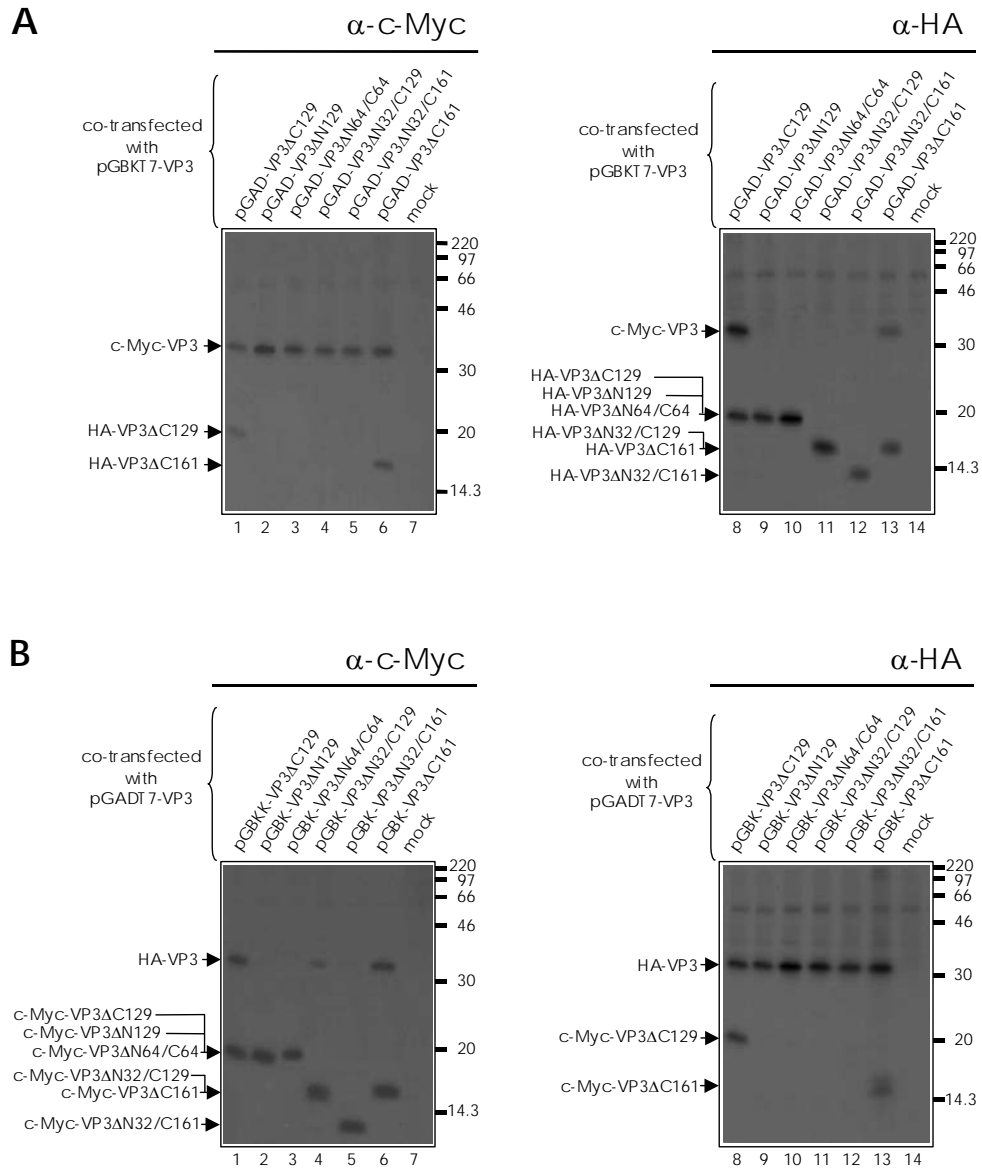 A
α-c-Myc
co-transfected
with
pGBKT7-VP3
pGAD-VP3ΔC129
pGAD-VP3ΔN129
pGAD-VP3ΔN64/C64
pGAD-VP3ΔN32/C129
pGAD-VP3ΔN32/C161
pGAD-VP3ΔC161
mock
220
97
66
46
c-Myc-VP3
30
HA-VP3ΔC129
20
HA-VP3ΔC161
14.3
1 2 3 4 5 6 7
α-HA
co-transfected
with
pGBKT7-VP3
pGAD-VP3ΔC129
pGAD-VP3ΔN129
pGAD-VP3ΔN64/C64
pGAD-VP3ΔN32/C129
pGAD-VP3ΔN32/C161
pGAD-VP3ΔC161
mock
220
97
66
46
c-Myc-VP3
30
HA-VP3ΔC129
HA-VP3ΔN129
HA-VP3ΔN64/C64
20
HA-VP3ΔN32/C129
HA-VP3ΔC161
HA-VP3ΔN32/C161
14.3
8 9 10 11 12 13 14
B
α-c-Myc
co-transfected
with
pGADT7-VP3
pGBKK-VP3ΔC129
pGBK-VP3ΔN129
pGBK-VP3ΔN64/C64
pGBK-VP3ΔN32/C129
pGBK-VP3ΔN32/C161
pGBK-VP3ΔC161
mock
220
97
66
46
HA-VP3
30
c-Myc-VP3ΔC129
c-Myc-VP3ΔN129
c-Myc-VP3ΔN64/C64
20
c-Myc-VP3ΔN32/C129
c-Myc-VP3ΔC161
14.3
c-Myc-VP3ΔN32/C161
1 2 3 4 5 6 7
α-HA
co-transfected
with
pGADT7-VP3
pGBK-VP3ΔC129
pGBK-VP3ΔN129
pGBK-VP3ΔN64/C64
pGBK-VP3ΔN32/C129
pGBK-VP3ΔN32/C161
pGBK-VP3ΔC161
mock
220
97
66
46
HA-VP3
30
c-Myc-VP3ΔC129
20
c-Myc-VP3ΔC161
14.3
8 9 10 11 12 13 14